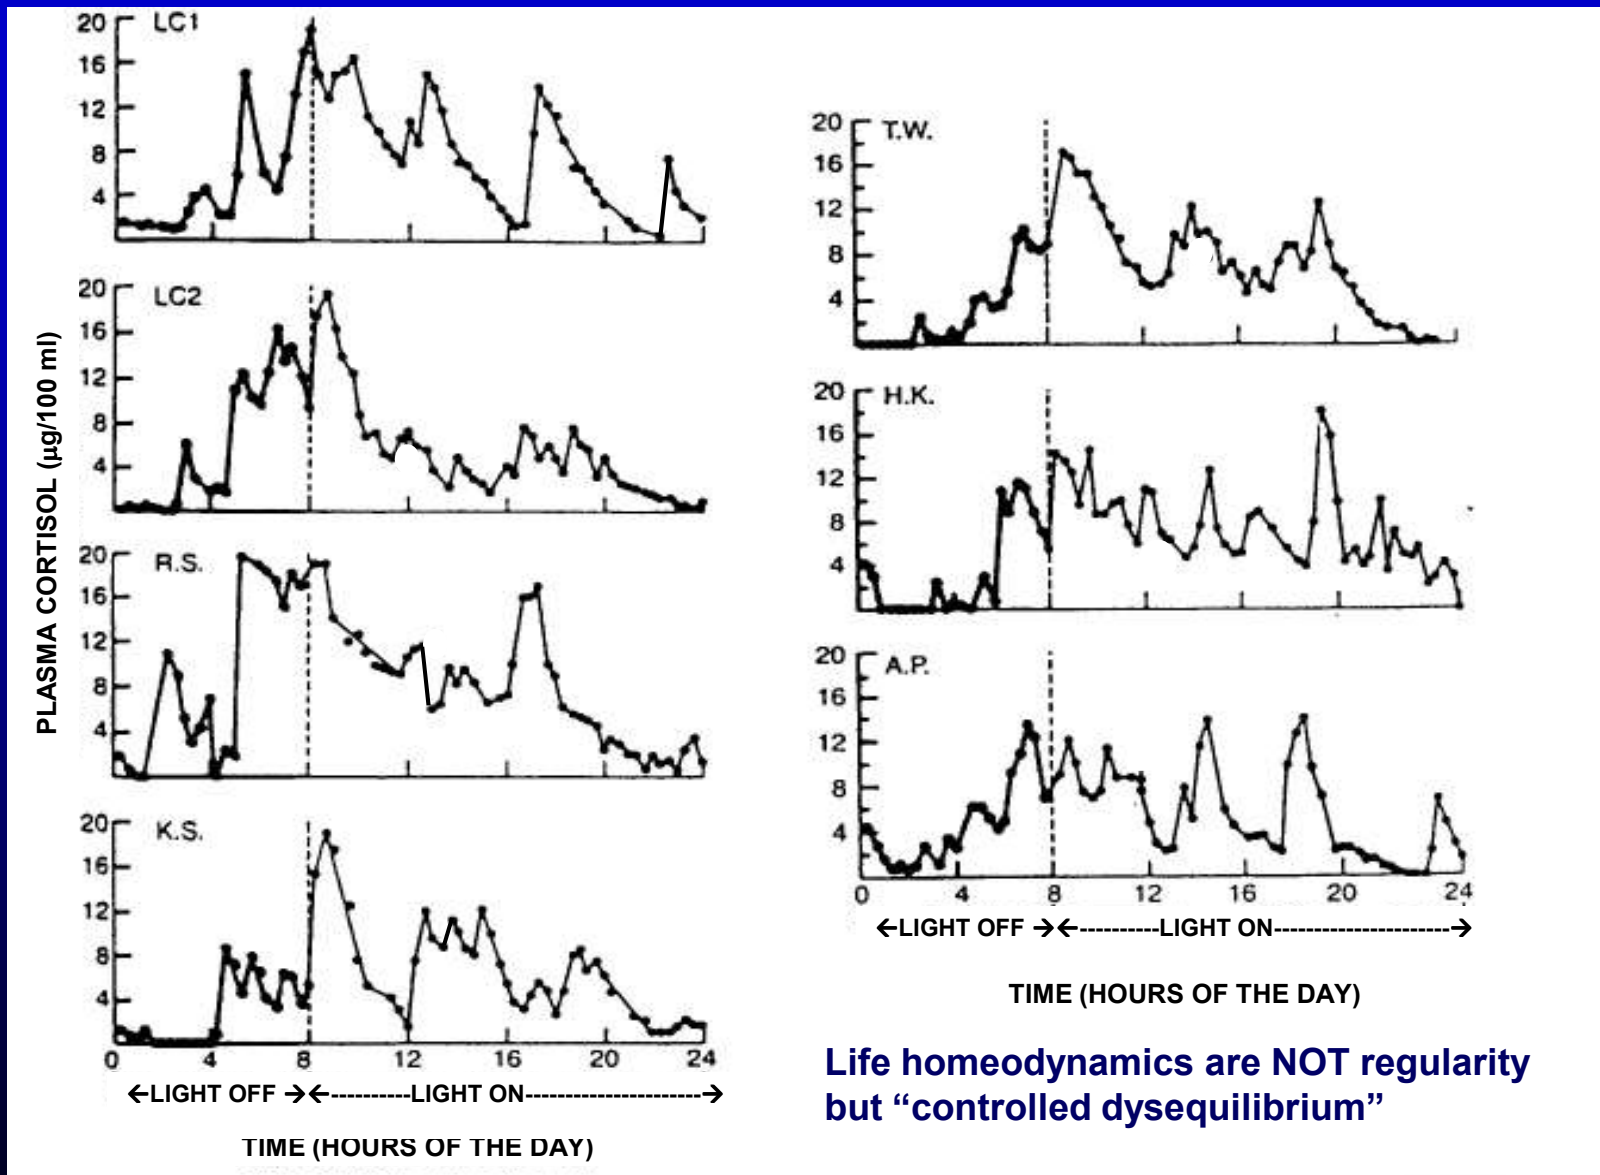 PLASMA CORTISOL (µg/100 ml)
LC1
20
16
12
8
4
LC2
20
16
12
8
4
R.S.
20
16
12
8
4
K.S.
20
16
12
8
4
0 4 8 12 16 20 24
←LIGHT OFF →←----------LIGHT ON---------------------→
TIME (HOURS OF THE DAY)
T.W.
20
16
12
8
4
H.K.
20
16
12
8
4
A.P.
20
16
12
8
4
0 4 8 12 16 20 24
←LIGHT OFF →←----------LIGHT ON---------------------→
TIME (HOURS OF THE DAY)
Life homeodynamics are NOT regularity
but “controlled dysequilibrium”